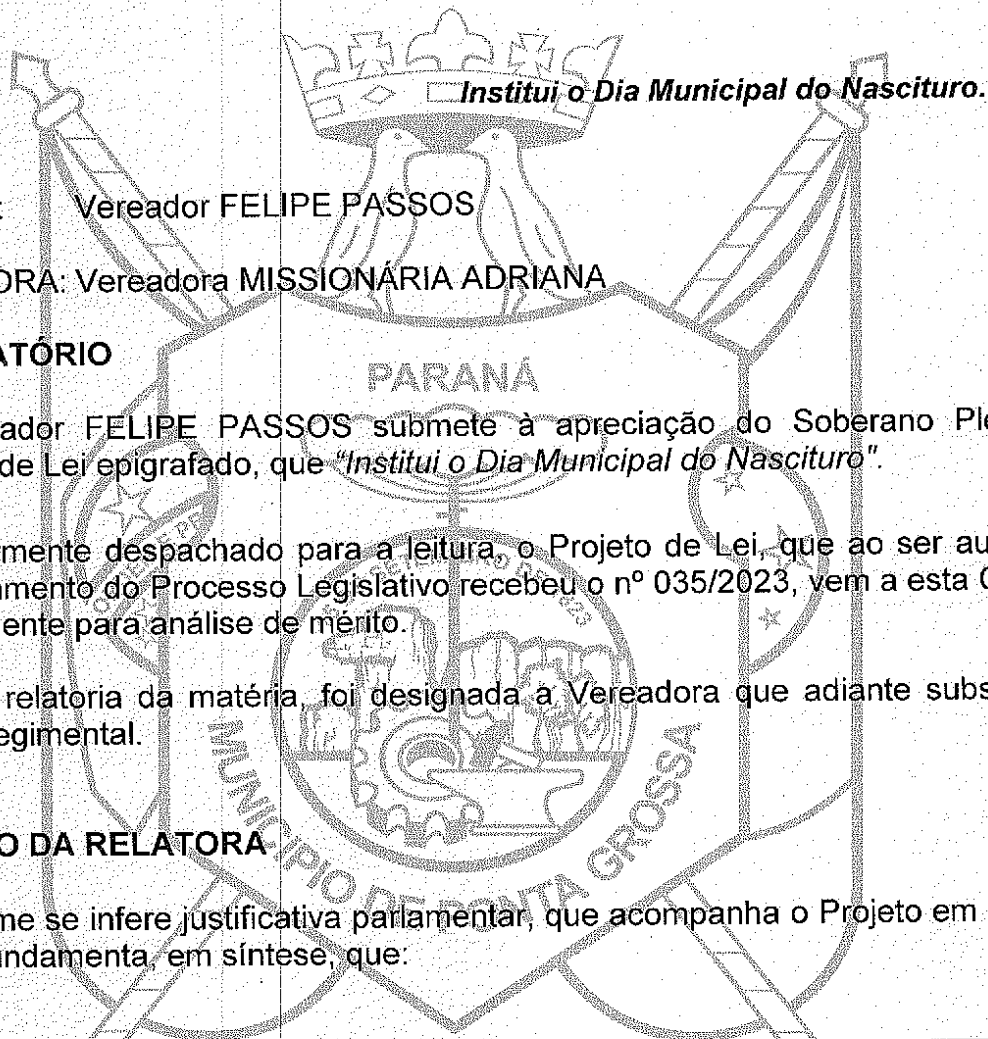 Institui o Dia Municipal do Nascituro.
: Vereador FELIPE PASSOS
ORA: Vereadora MISSIONÁRIA ADRIANA
ATÓRIO
PARANÁ
ador FELIPE PASSOS submete à apreciação do Soberano Ple
de Lei epigrafado, que "Institui o Dia Municipal do Nascituro".
rmente despachado para a leitura, o Projeto de Lei, que ao ser au
amento do Processo Legislativo recebeu o nº 035/2023, vem a esta C
ente para análise de mérito.
relatoria da matéria, foi designada a Vereadora que adiante subs
egimental.
O DA RELATORA
MUNICÍPIO DE PONTA GROSSA
me se infere justificativa parlamentar, que acompanha o Projeto em
undamenta, em síntese, que: